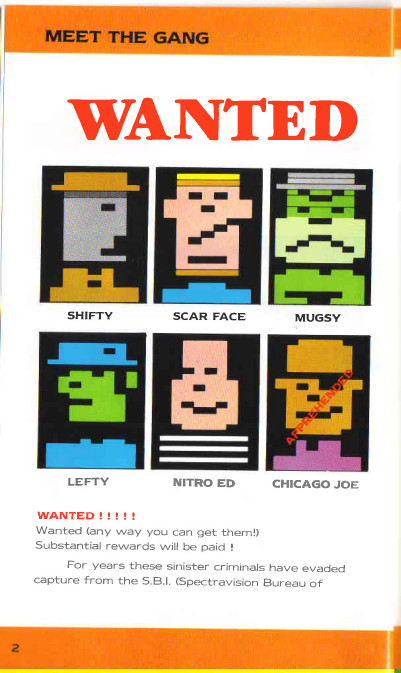 MEET THE GANG
WANTED
SHIFTY SCAR FACE MUGSY
APPREHENDED
LEFTY NITRO ED CHICAGO JOE
WANTED ! ! ! ! !
Wanted (any way you can get them!)
Substantial rewards will be paid !
For years these sinister criminals have evaded
capture from the S.B.I. (Spectravision Bureau of
2